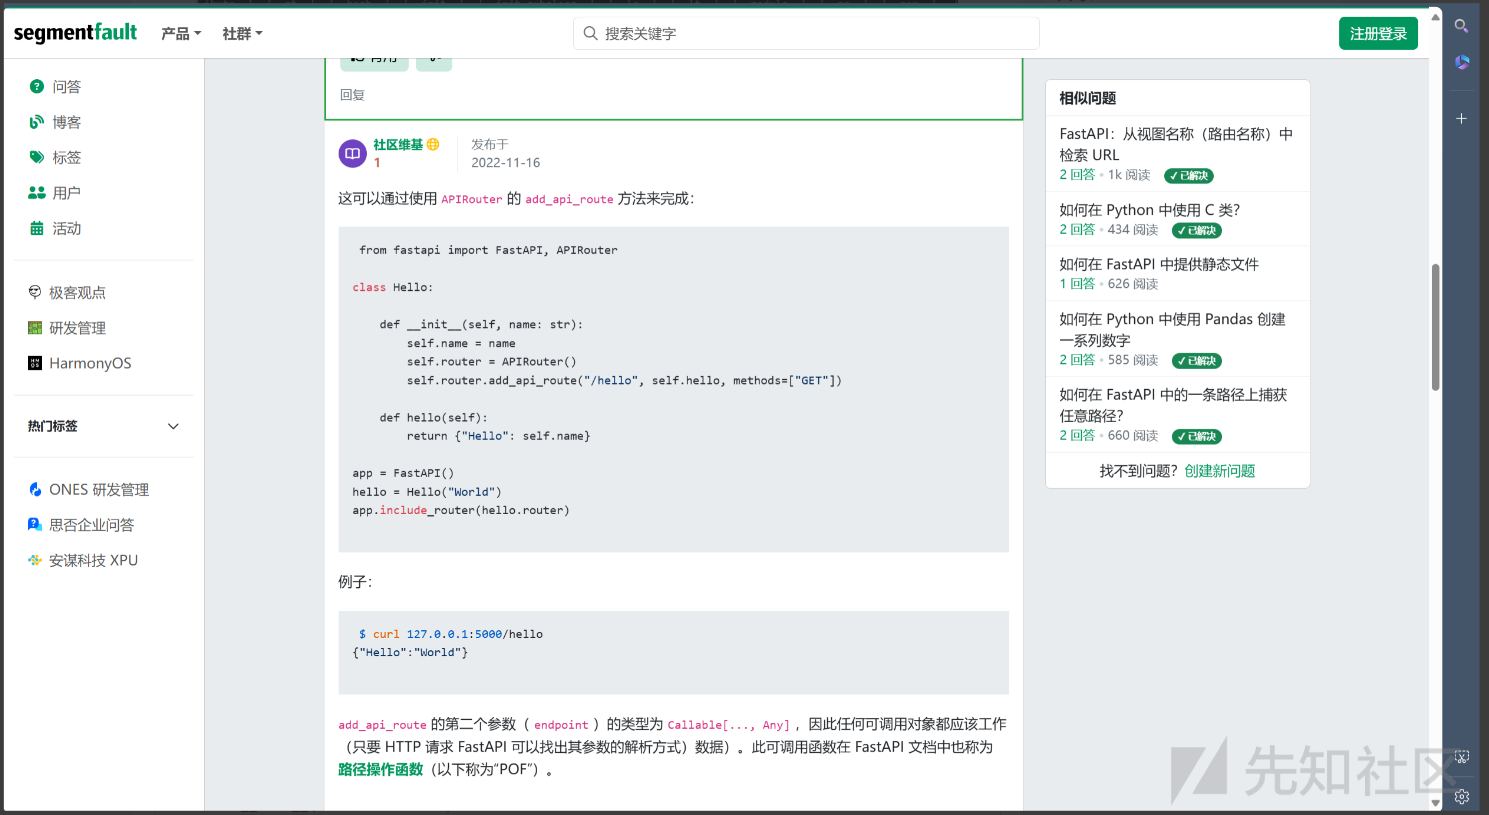 segmentfault
产品
社群
搜索关键字
注册登录
问答
博客
标签
用户
活动
极客观点
研发管理
HarmonyOS
热门标签
ONES 研发管理
思否企业问答
安谋科技 XPU
回复
社区维基
1
发布于
2022-11-16
这可以通过使用 APIRouter 的 add_api_route 方法来完成：
from fastapi import FastAPI, APIRouter
class Hello:
def __init__(self, name: str):
self.name = name
self.router = APIRouter()
self.router.add_api_route("/hello", self.hello, methods=["GET"])
def hello(self):
return {"Hello": self.name}
app = FastAPI()
hello = Hello("World")
app.include_router(hello.router)
例子：
$ curl 127.0.0.1:5000/hello
{"Hello":"World"}
add_api_route 的第二个参数（ endpoint ）的类型为 Callable[..., Any] ，因此任何可调用对象都应该工作
（只要 HTTP 请求 FastAPI 可以找出其参数的解析方式）数据）。此可调用函数在 FastAPI 文档中也称为
路径操作函数（以下称为“POF”）。
相似问题
FastAPI：从视图名称（路由名称）中
检索 URL
2 回答 • 1k 阅读 ✓已解决
如何在 Python 中使用 C 类？
2 回答 • 434 阅读 ✓已解决
如何在 FastAPI 中提供静态文件
1 回答 • 626 阅读
如何在 Python 中使用 Pandas 创建
一系列数字
2 回答 • 585 阅读 ✓已解决
如何在 FastAPI 中的一条路径上捕获
任意路径？
2 回答 • 660 阅读 ✓已解决
找不到问题？创建新问题
先知社区